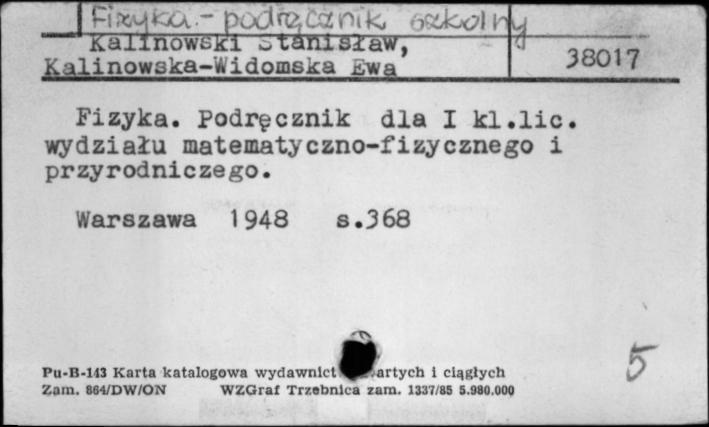 Fizyka - podręcznik szkolny
Kalinowski Stanisław,
Kalinowska-Widomska Ewa
38017
Fizyka. Podręcznik dla I kl.lic.
wydziału matematyczno-fizycznego i
przyrodniczego.
Warszawa 1948 s.368
5
Pu-B-143 Karta katalogowa wydawnict artych i ciągłych
Zam. 864/DW/ON WZGraf Trzebnica zam. 1337/85 5.980.000